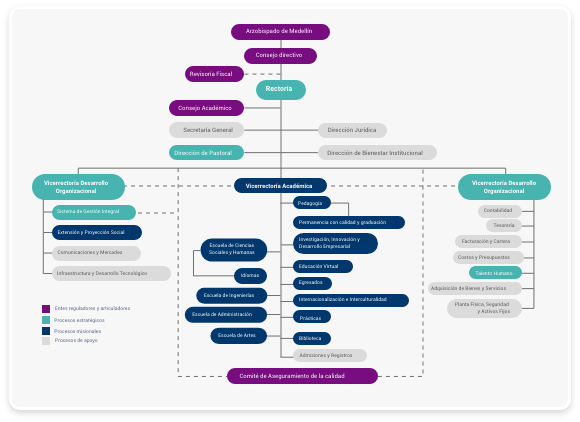 Arzobispado de Medellín
Consejo directivo
Revisoría Fiscal
Rectoría
Consejo Académico
Secretaría General
Dirección Jurídica
Dirección de Pastoral
Dirección de Bienestar Institucional
Vicerrectoría Desarrollo
Organizacional
Vicerrectoría Académica
Vicerrectoría Desarrollo
Organizacional
Sistema de Gestión Integral
Extensión y Proyección Social
Comunicaciones y Mercadeo
Infraestructura y Desarrollo Tecnológico
Pedagogía
Permanencia con calidad y graduación
Escuela de Ciencias
Sociales y Humanas
Investigación, Innovación y
Desarrollo Empresarial
Idiomas
Educación Virtual
Egresados
Escuela de Ingenierías
Internacionalización e Interculturalidad
Escuela de Administración
Prácticas
Escuela de Artes
Biblioteca
Admisiones y Registros
Contabilidad
Tesorería
Facturación y Cartera
Costos y Presupuestos
Talento Humano
Adquisición de Bienes y Servicios
Planta Física, Seguridad
y Activos Fijos
Entes reguladores y articuladores
Procesos estratégicos
Procesos misionales
Procesos de apoyo
Comité de Aseguramiento de la calidad